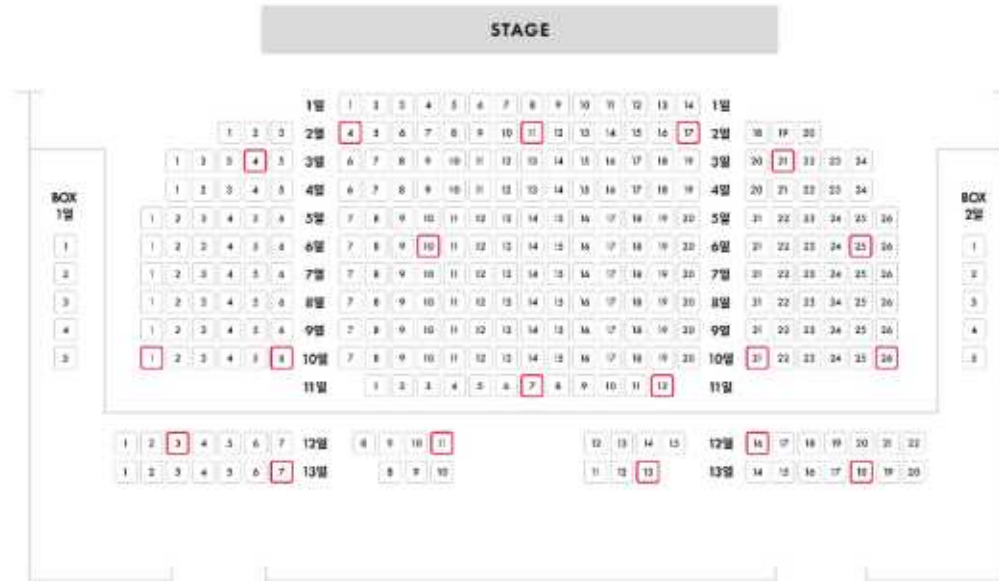 STAGE
1열 1 2 3 4 5 6 7 8 9 10 11 12 13 14 1열
1 2 3 2열 4 5 6 7 8 9 10 11 12 13 14 15 16 17 2열 18 19 20
1 2 3 4 5 3열 6 7 8 9 10 11 12 13 14 15 16 17 18 19 3열 20 21 22 23 24
1 2 3 4 5 4열 6 7 8 9 10 11 12 13 14 15 16 17 18 19 4열 20 21 22 23 24
1 2 3 4 5 6 5열 7 8 9 10 11 12 13 14 15 16 17 18 19 20 5열 21 22 23 24 25 26
1 2 3 4 5 6 6열 7 8 9 10 11 12 13 14 15 16 17 18 19 20 6열 21 22 23 24 25 26
1 2 3 4 5 6 7열 7 8 9 10 11 12 13 14 15 16 17 18 19 20 7열 21 22 23 24 25 26
1 2 3 4 5 6 8열 7 8 9 10 11 12 13 14 15 16 17 18 19 20 8열 21 22 23 24 25 26
1 2 3 4 5 6 9열 7 8 9 10 11 12 13 14 15 16 17 18 19 20 9열 21 22 23 24 25 26
1 2 3 4 5 6 10열 7 8 9 10 11 12 13 14 15 16 17 18 19 20 10열 21 22 23 24 25 26
11열 1 2 3 4 5 6 7 8 9 10 11 12 11열
1 2 3 4 5 6 7 12열 8 9 10 11 12 13 14 15 12열 16 17 18 19 20 21 22
1 2 3 4 5 6 7 13열 8 9 10 11 12 13 13열 14 15 16 17 18 19 20
BOX
1열
1
2
3
4
5
BOX
2열
1
2
3
4
5